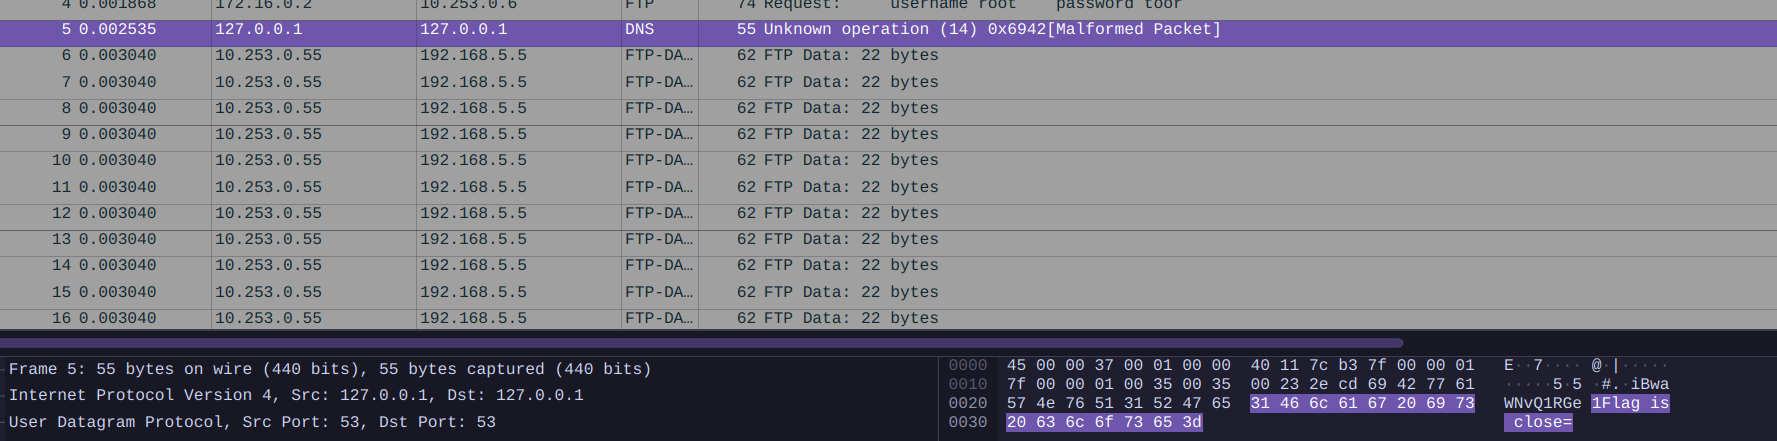 4 0.001868 172.16.0.2 10.253.0.6 FTP 74 Request: username root password toor
5 0.002535 127.0.0.1 127.0.0.1 DNS 55 Unknown operation (14) 0x6942[Malformed Packet]
6 0.003040 10.253.0.55 192.168.5.5 FTP-DA… 62 FTP Data: 22 bytes
7 0.003040 10.253.0.55 192.168.5.5 FTP-DA… 62 FTP Data: 22 bytes
8 0.003040 10.253.0.55 192.168.5.5 FTP-DA… 62 FTP Data: 22 bytes
9 0.003040 10.253.0.55 192.168.5.5 FTP-DA… 62 FTP Data: 22 bytes
10 0.003040 10.253.0.55 192.168.5.5 FTP-DA… 62 FTP Data: 22 bytes
11 0.003040 10.253.0.55 192.168.5.5 FTP-DA… 62 FTP Data: 22 bytes
12 0.003040 10.253.0.55 192.168.5.5 FTP-DA… 62 FTP Data: 22 bytes
13 0.003040 10.253.0.55 192.168.5.5 FTP-DA… 62 FTP Data: 22 bytes
14 0.003040 10.253.0.55 192.168.5.5 FTP-DA… 62 FTP Data: 22 bytes
15 0.003040 10.253.0.55 192.168.5.5 FTP-DA… 62 FTP Data: 22 bytes
16 0.003040 10.253.0.55 192.168.5.5 FTP-DA… 62 FTP Data: 22 bytes
Frame 5: 55 bytes on wire (440 bits), 55 bytes captured (440 bits)
Internet Protocol Version 4, Src: 127.0.0.1, Dst: 127.0.0.1
User Datagram Protocol, Src Port: 53, Dst Port: 53
0000 45 00 00 37 00 01 00 00 40 11 7c b3 7f 00 00 01 E··7···· @·|·····
0010 7f 00 00 01 00 35 00 35 00 23 2e cd 69 42 77 61 ·····5·5 ·#.·iBwa
0020 57 4e 76 51 31 52 47 65 31 46 6c 61 67 20 69 73 WNvQ1RGe 1Flag is
0030 20 63 6c 6f 73 65 3d close=